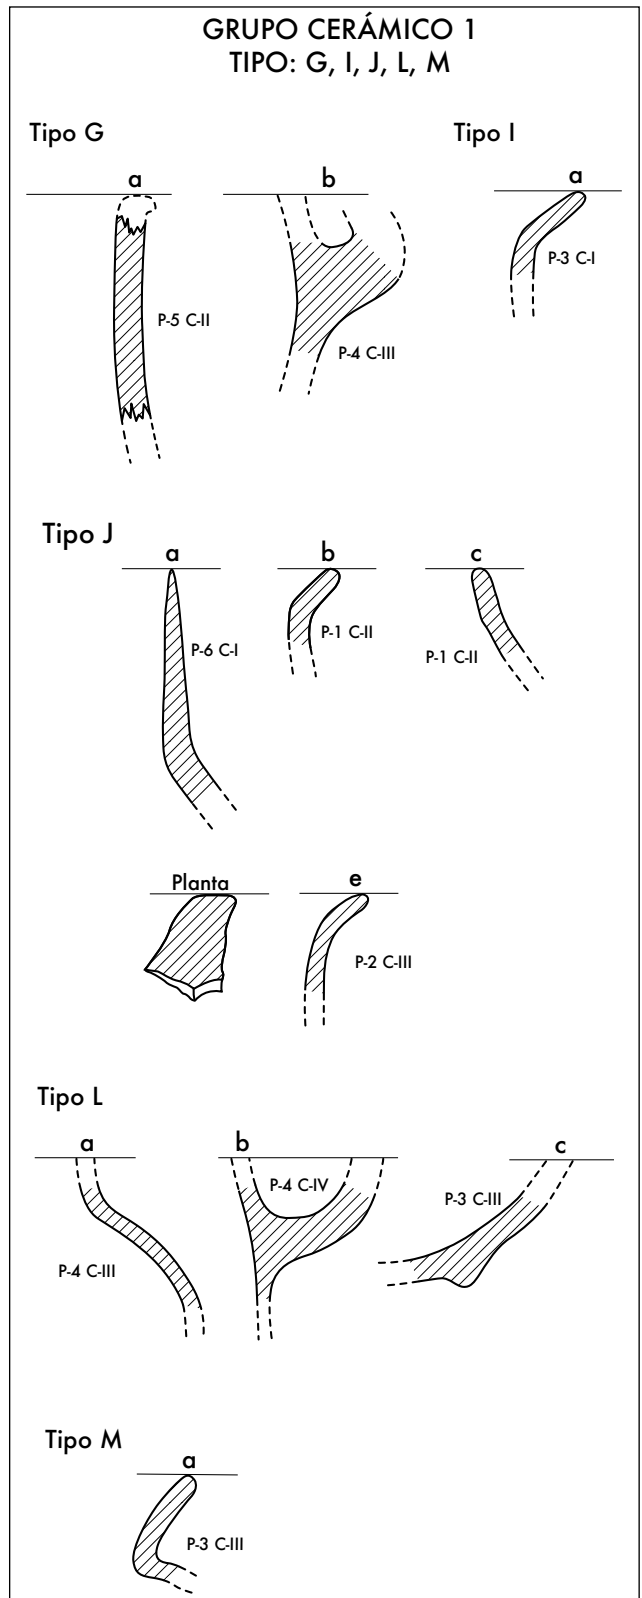 GRUPO CERÁMICO 1
TIPO: G, I, J, L, M
Tipo G
a
P-5 C-II
b
P-4 C-III
Tipo I
a
P-3 C-I
Tipo J
a
P-6 C-I
b
P-1 C-II
c
P-1 C-II
Planta
e
P-2 C-III
Tipo L
a
P-4 C-III
b
P-4 C-IV
c
P-3 C-III
Tipo M
a
P-3 C-III